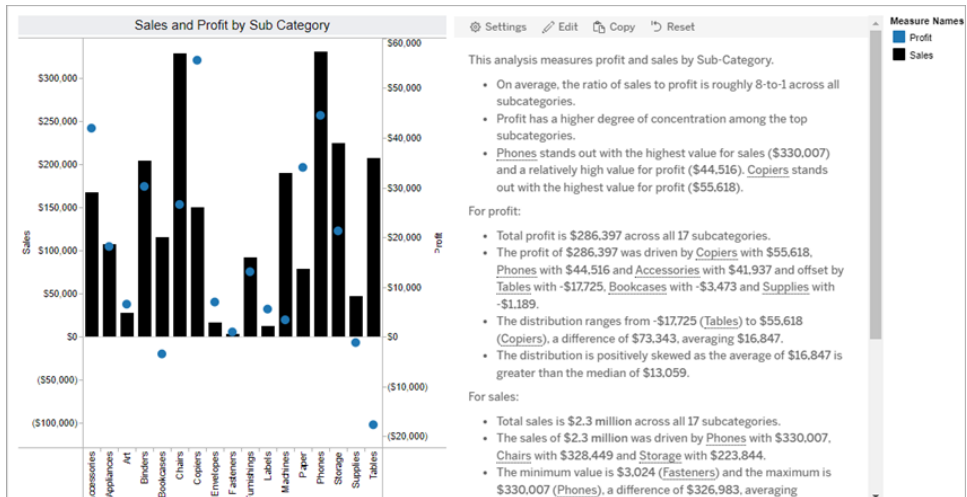 Sales and Profit by Sub Category
$300,000
$250,000
$200,000
$150,000
$100,000
$50,000
$0
($50,000)
($100,000)
Sales
$60,000
$50,000
$40,000
$30,000
$20,000
$10,000
$0
($10,000)
($20,000)
Profit
Appliances
Art
Binders
Bookcases
Chairs
Copiers
Envelopes
Fasteners
Labels
Machines
Paper
Phones
Storage
Supplies
Tables
Settings Edit Copy Reset
This analysis measures profit and sales by Sub-Category.
• On average, the ratio of sales to profit is roughly 8-to-1 across all
subcategories.
• Profit has a higher degree of concentration among the top
subcategories.
• Phones stands out with the highest value for sales ($330,007)
and a relatively high value for profit ($44,516). Copiers stands
out with the highest value for profit ($55,618).
For profit:
• Total profit is $286,397 across all 17 subcategories.
• The profit of $286,397 was driven by Copiers with $55,618,
Phones with $44,516 and Accessories with $41,937 and offset by
Tables with -$17,725, Bookcases with -$3,473 and Supplies with
-$1,189.
• The distribution ranges from -$17,725 (Tables) to $55,618
(Copiers), a difference of $73,343, averaging $16,847.
• The distribution is positively skewed as the average of $16,847 is
greater than the median of $13,059.
For sales:
• Total sales is $2.3 million across all 17 subcategories.
• The sales of $2.3 million was driven by Phones with $330,007,
Chairs with $328,449 and Storage with $223,844.
• The minimum value is $3,024 (Fasteners) and the maximum is
$330,007 (Phones), a difference of $326,983, averaging
Measure Names
Profit
Sales